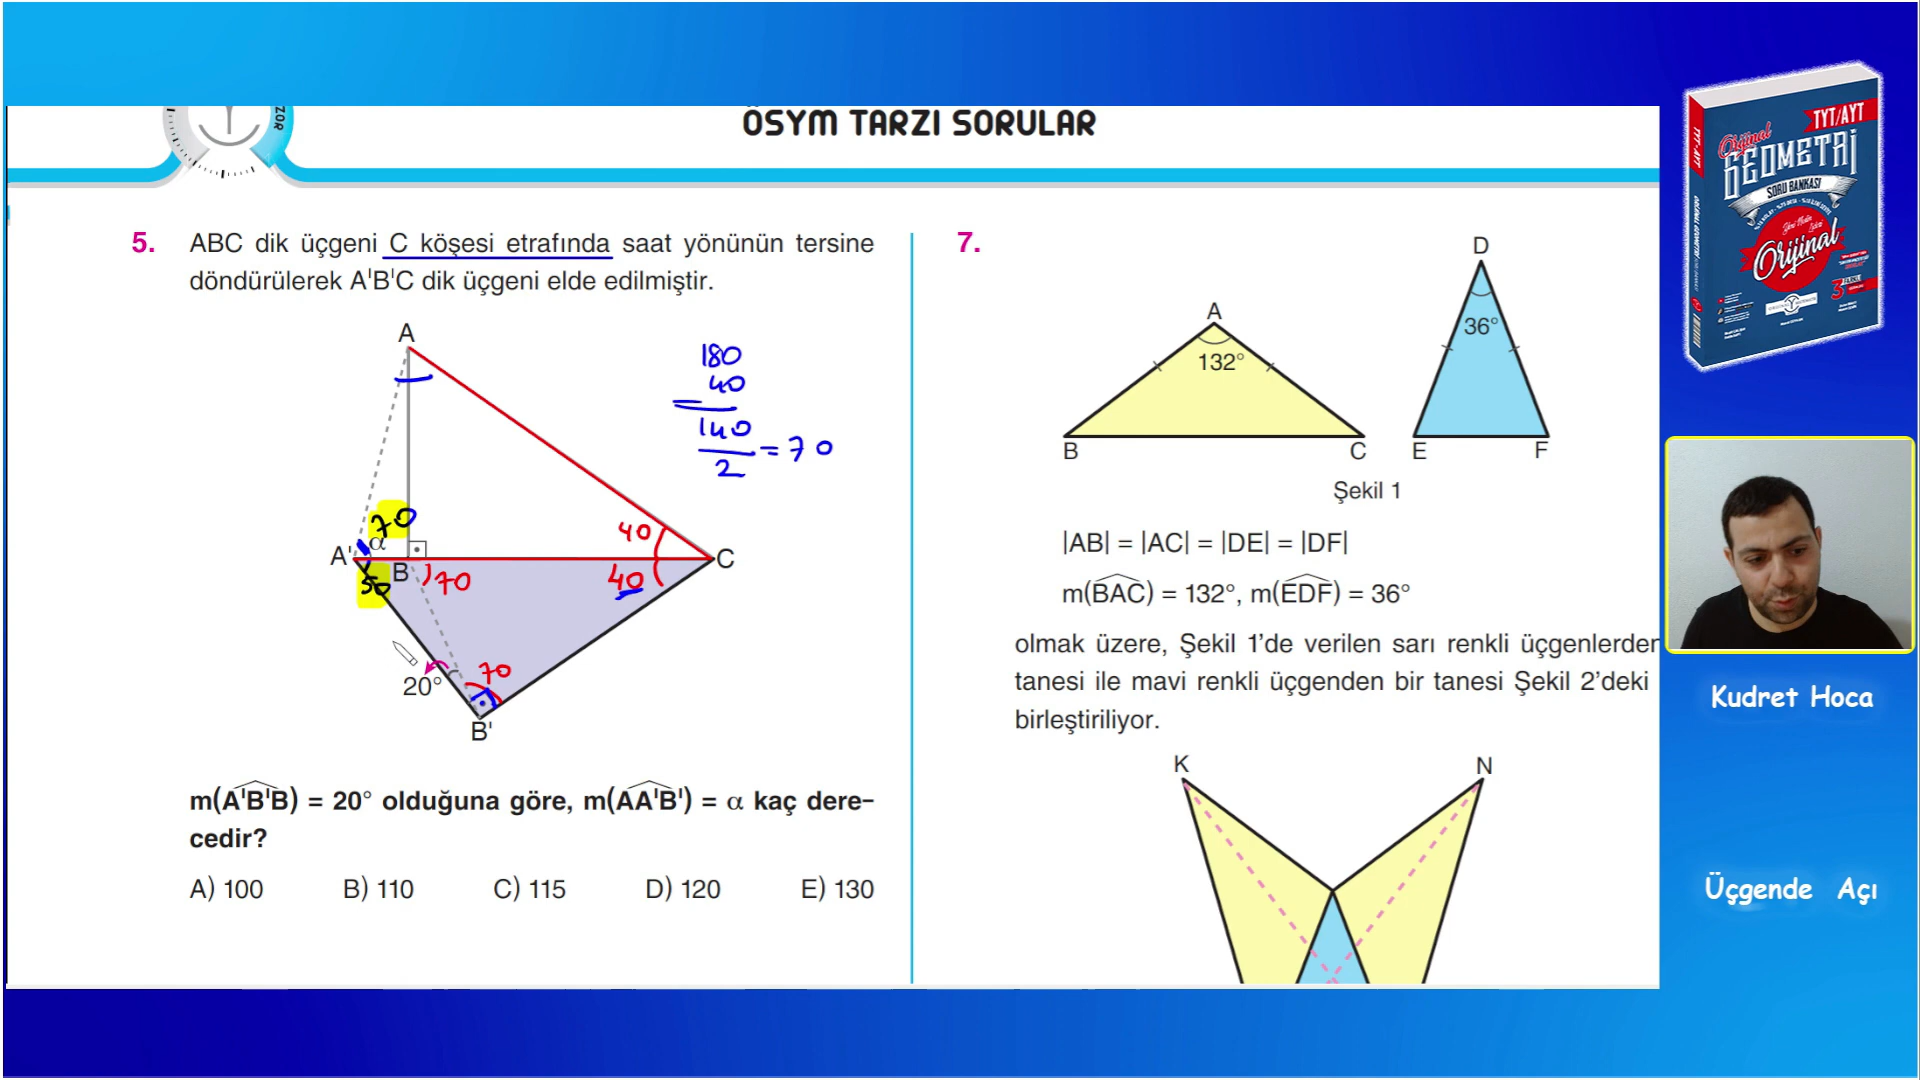 ZOR
ÖSYM TARZI SORULAR
5. ABC dik üçgeni C köşesi etrafında saat yönünün tersine
döndürülerek A'B'C dik üçgeni elde edilmiştir.
A
180
40
140
2
= 70
70
α
40
A'
B
C
50
70
40
70
20°
B'
m(A'B'B) = 20° olduğuna göre, m(AA'B') = α kaç dere-
cedir?
A) 100 B) 110 C) 115 D) 120 E) 130
7.
D
36°
A
132°
B
C
E
F
Şekil 1
|AB| = |AC| = |DE| = |DF|
m(BAC) = 132°, m(EDF) = 36°
olmak üzere, Şekil 1'de verilen sarı renkli üçgenlerden
tanesi ile mavi renkli üçgenden bir tanesi Şekil 2'deki
birleştiriliyor.
K
N
TYT/AYT
Orijinal
GEOMETRİ
SORU BANKASI
Orijinal
Kudret Hoca
Üçgende Açı